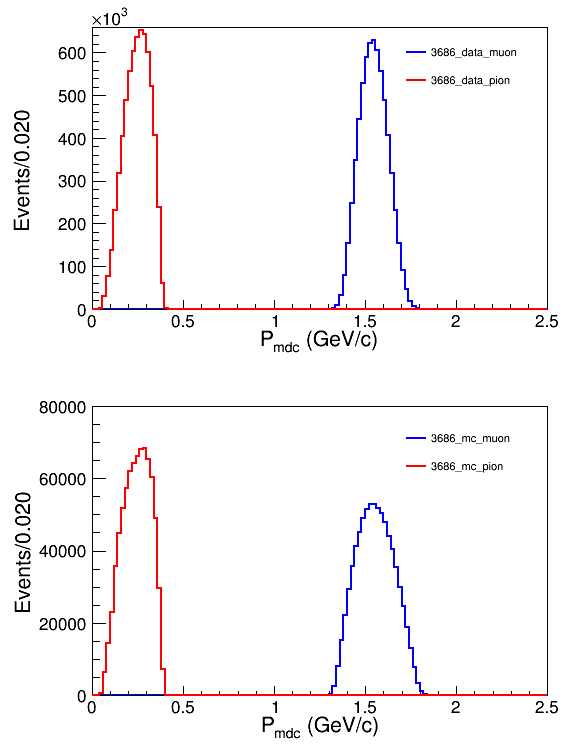 ×10³
600
500
400
300
200
100
0
Events/0.020
3686_data_muon
3686_data_pion
0 0.5 1 1.5 2 2.5
P_mdc (GeV/c)
80000
60000
40000
20000
0
Events/0.020
3686_mc_muon
3686_mc_pion
0 0.5 1 1.5 2 2.5
P_mdc (GeV/c)